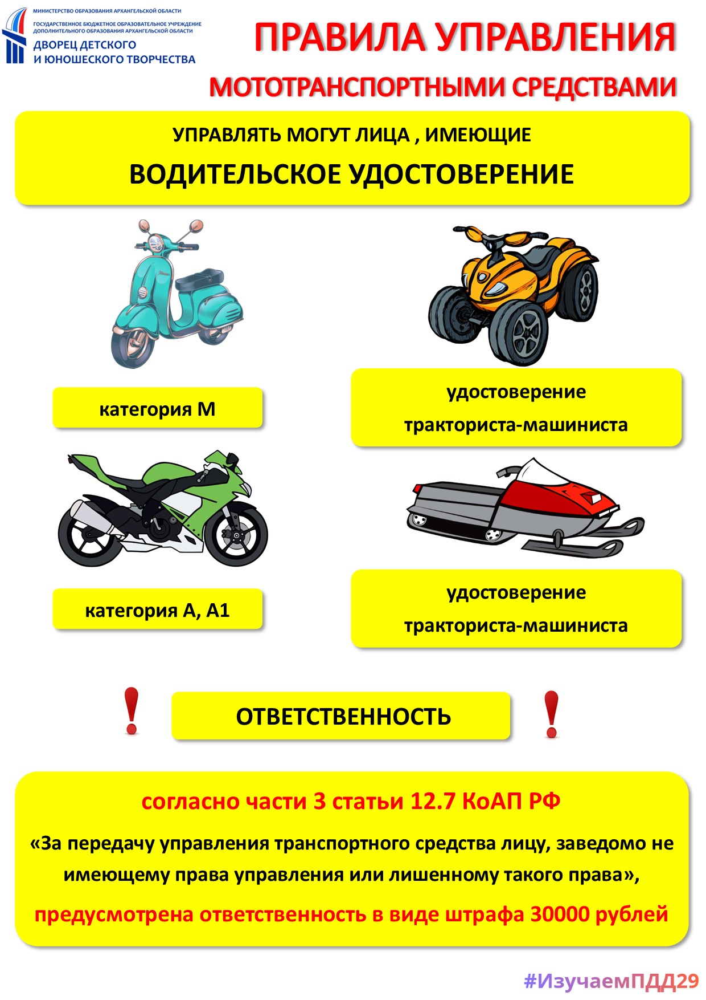 МИНИСТЕРСТВО ОБРАЗОВАНИЯ АРХАНГЕЛЬСКОЙ ОБЛАСТИ
ГОСУДАРСТВЕННОЕ БЮДЖЕТНОЕ ОБРАЗОВАТЕЛЬНОЕ УЧРЕЖДЕНИЕ
ДОПОЛНИТЕЛЬНОГО ОБРАЗОВАНИЯ АРХАНГЕЛЬСКОЙ ОБЛАСТИ
ДВОРЕЦ ДЕТСКОГО
И ЮНОШЕСКОГО ТВОРЧЕСТВА
ПРАВИЛА УПРАВЛЕНИЯ
МОТОТРАНСПОРТНЫМИ СРЕДСТВАМИ
УПРАВЛЯТЬ МОГУТ ЛИЦА , ИМЕЮЩИЕ
ВОДИТЕЛЬСКОЕ УДОСТОВЕРЕНИЕ
категория М
удостоверение
тракториста-машиниста
категория А, А1
удостоверение
тракториста-машиниста
ОТВЕТСТВЕННОСТЬ
согласно части 3 статьи 12.7 КоАП РФ
«За передачу управления транспортного средства лицу, заведомо не
имеющему права управления или лишенному такого права»,
предусмотрена ответственность в виде штрафа 30000 рублей
#ИзучаемПДД29